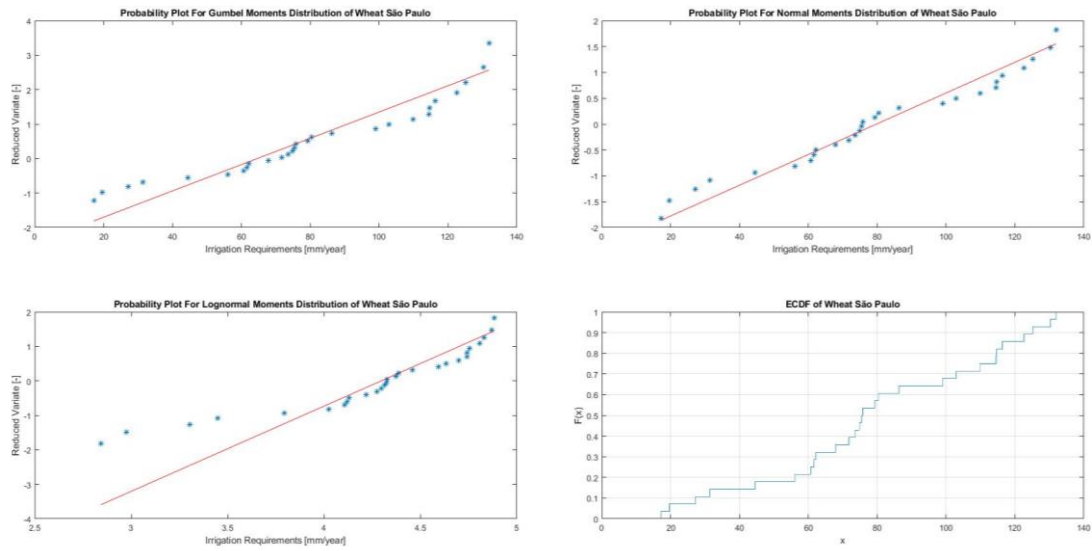 Probability Plot For Gumbel Moments Distribution of Wheat São Paulo
4
3
2
1
0
-1
-2
Reduced Variate [-]
0 20 40 60 80 100 120 140
Irrigation Requirements [mm/year]
Probability Plot For Normal Moments Distribution of Wheat São Paulo
2
1.5
1
0.5
0
-0.5
-1
-1.5
-2
Reduced Variate [-]
0 20 40 60 80 100 120 140
Irrigation Requirements [mm/year]
Probability Plot For Lognormal Moments Distribution of Wheat São Paulo
2
1
0
-1
-2
-3
-4
Reduced Variate [-]
2.5 3 3.5 4 4.5 5
Irrigation Requirements [mm/year]
ECDF of Wheat São Paulo
1
0.9
0.8
0.7
0.6
0.5
0.4
0.3
0.2
0.1
0
F(x)
0 20 40 60 80 100 120 140
x